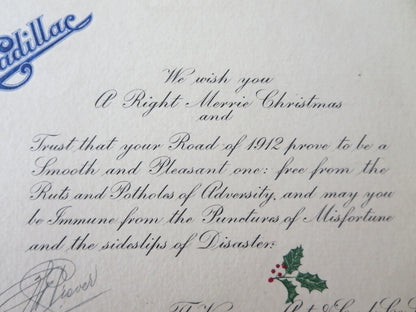 Cadillac
We wish you
A Right Merrie Christmas
and
Trust that your Road of 1912 prove to be a
Smooth and Pleasant one: free from the
Ruts and Potholes of Adversity, and may you
be Immune from the Punctures of Misfortune
and the sideslips of Disaster: